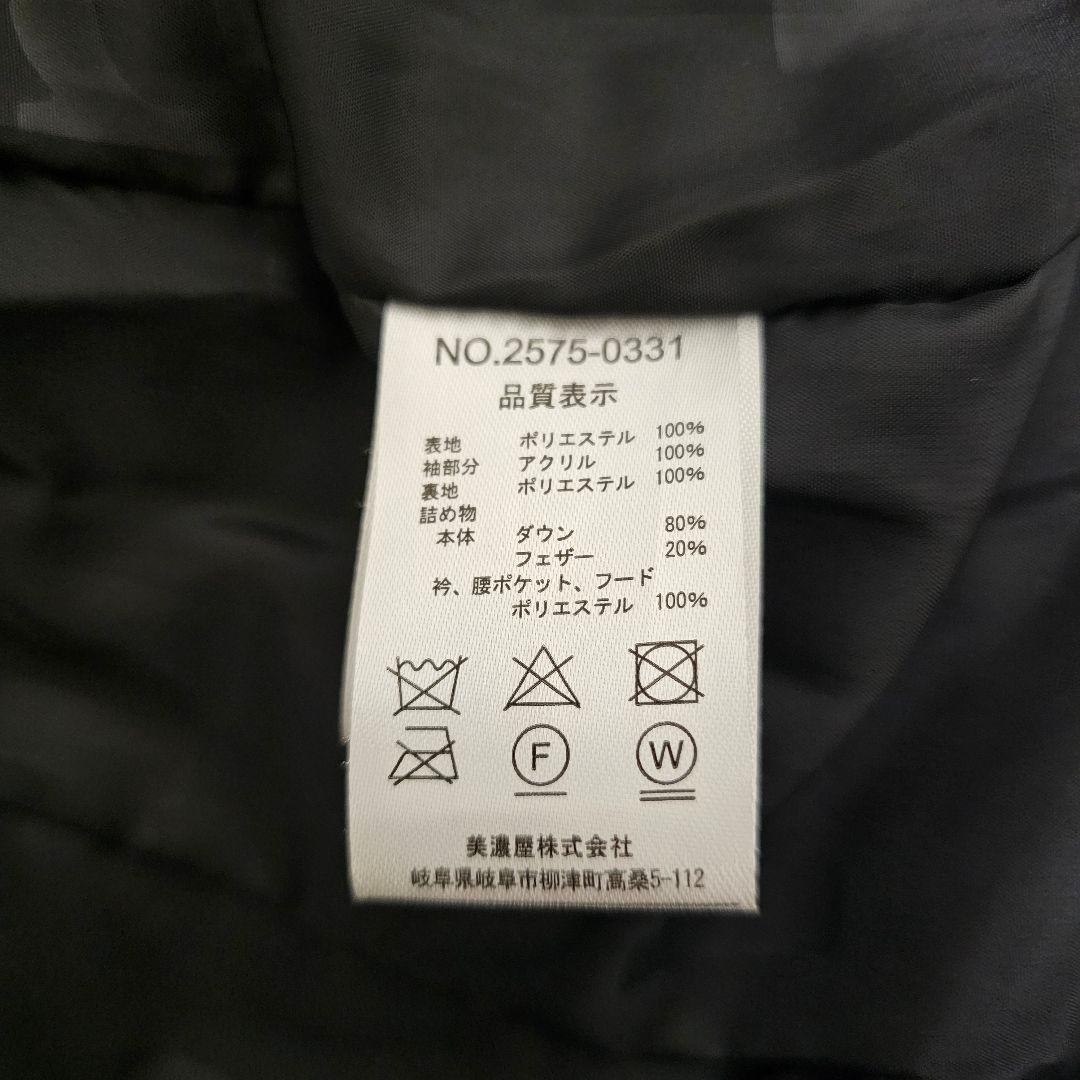 NO.2575-0331
品質表示
表地 ポリエステル 100%
袖部分 アクリル 100%
裏地 ポリエステル 100%
詰め物
本体 ダウン 80%
フェザー 20%
衿、腰ポケット、フード
ポリエステル 100%
F
W
美濃屋株式会社
岐阜県岐阜市柳津町高桑5-112